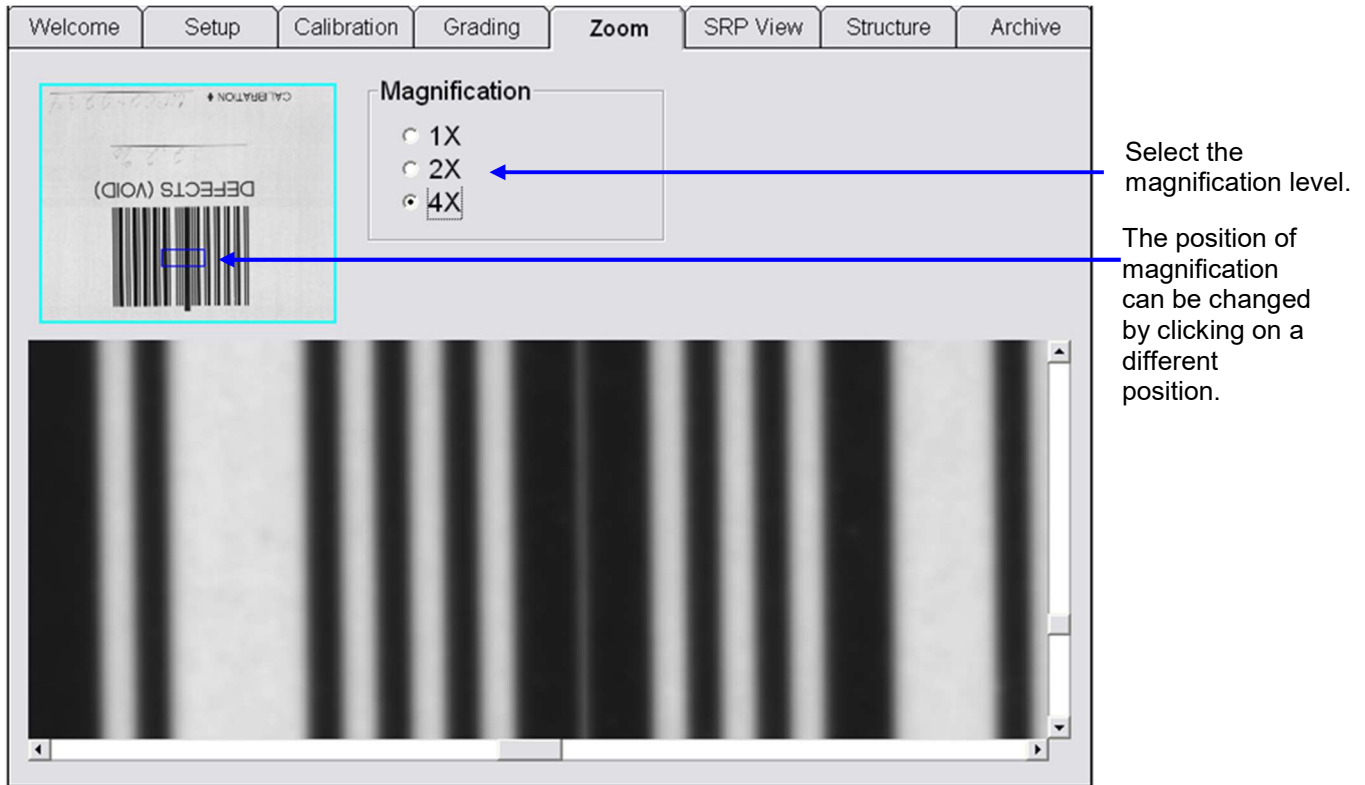 Welcome
Setup
Calibration
Grading
Zoom
SRP View
Structure
Archive
CALIBRATION
DEFECTS (VOID)
Magnification
1X
2X
4X
Select the
magnification level.
The position of
magnification
can be changed
by clicking on a
different
position.